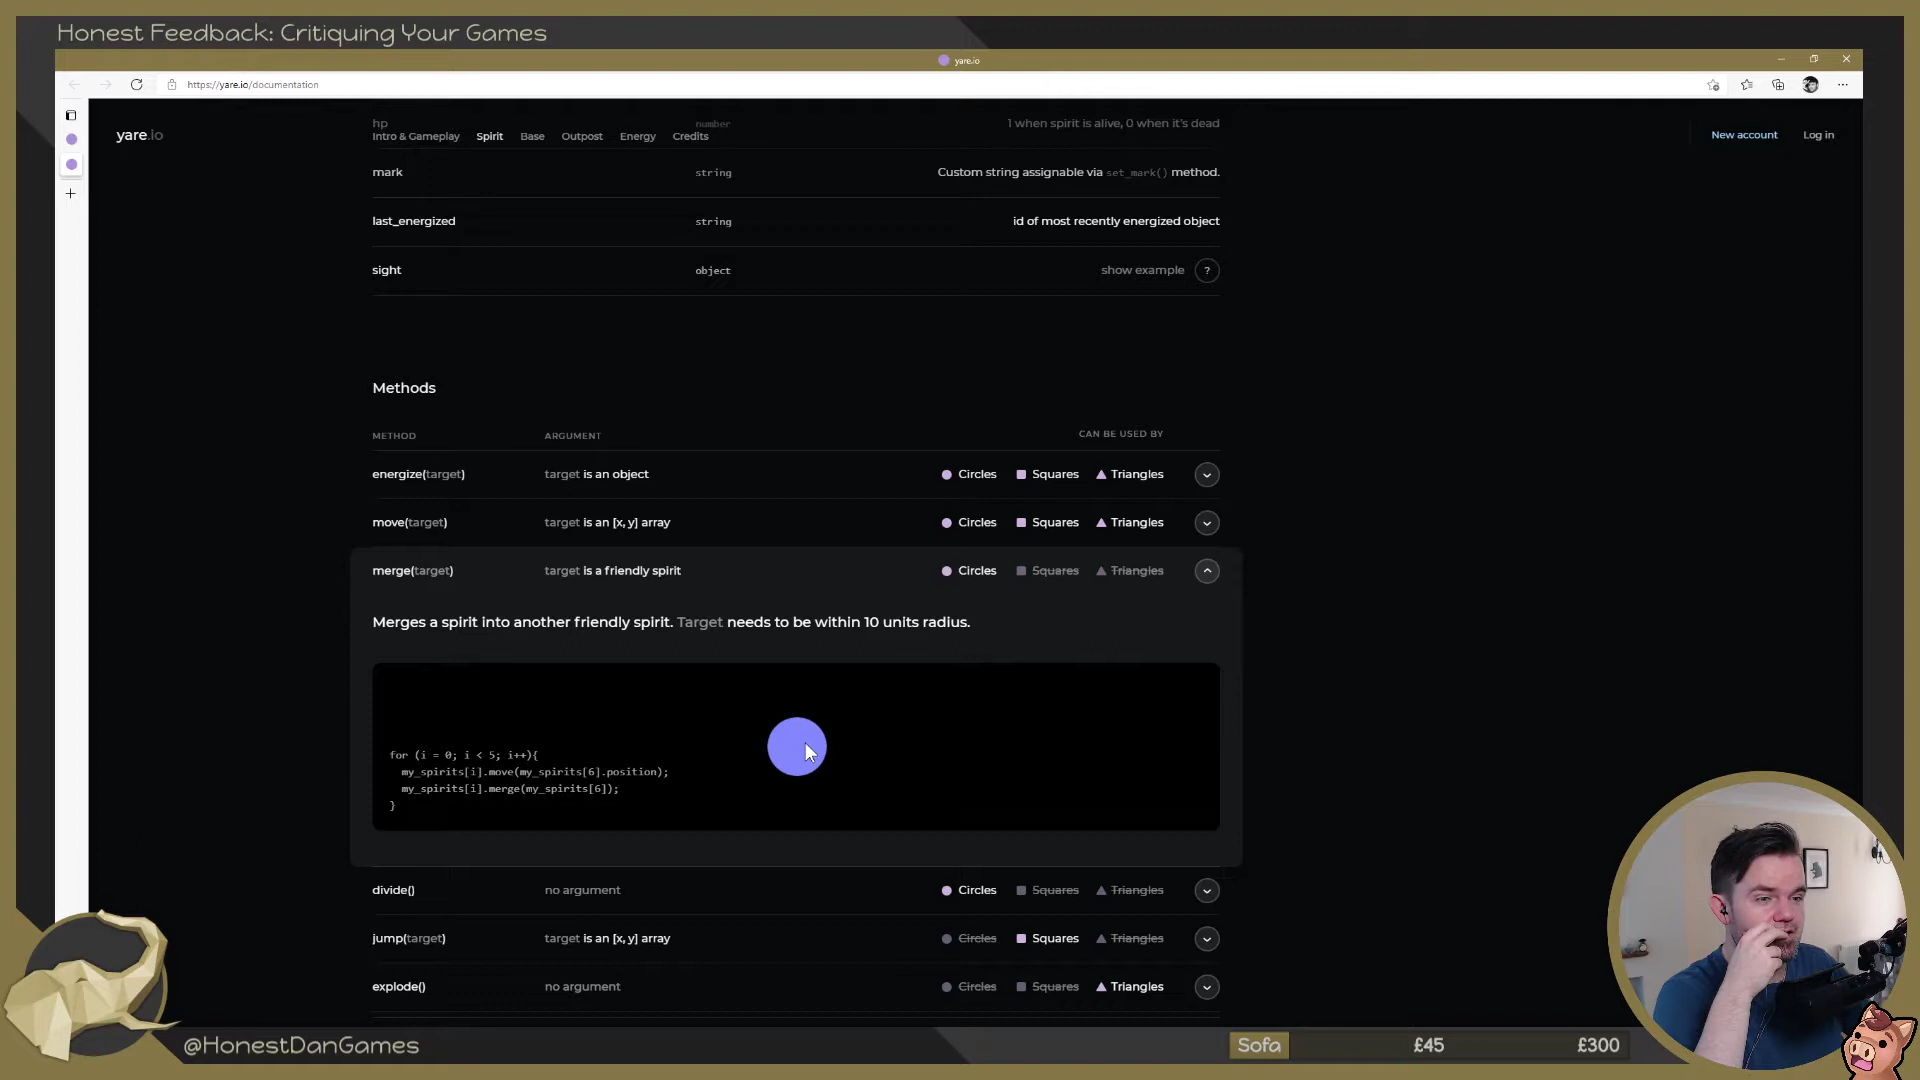 Honest Feedback: Critiquing Your Games
yare.io
https://yare.io/documentation
hp number 1 when spirit is alive, 0 when it's dead
yare.io Intro & Gameplay Spirit Base Outpost Energy Credits New account Log in
mark string Custom string assignable via set_mark() method.
last_energized string id of most recently energized object
sight object show example ?
Methods
METHOD ARGUMENT CAN BE USED BY
energize(target) target is an object Circles Squares Triangles
move(target) target is an [x, y] array Circles Squares Triangles
merge(target) target is a friendly spirit Circles Squares Triangles
Merges a spirit into another friendly spirit. Target needs to be within 10 units radius.
for (i = 0; i < 5; i++){
my_spirits[i].move(my_spirits[6].position);
my_spirits[i].merge(my_spirits[6]);
}
divide() no argument Circles Squares Triangles
jump(target) target is an [x, y] array Circles Squares Triangles
explode() no argument Circles Squares Triangles
@HonestDanGames
Sofa £45 £300